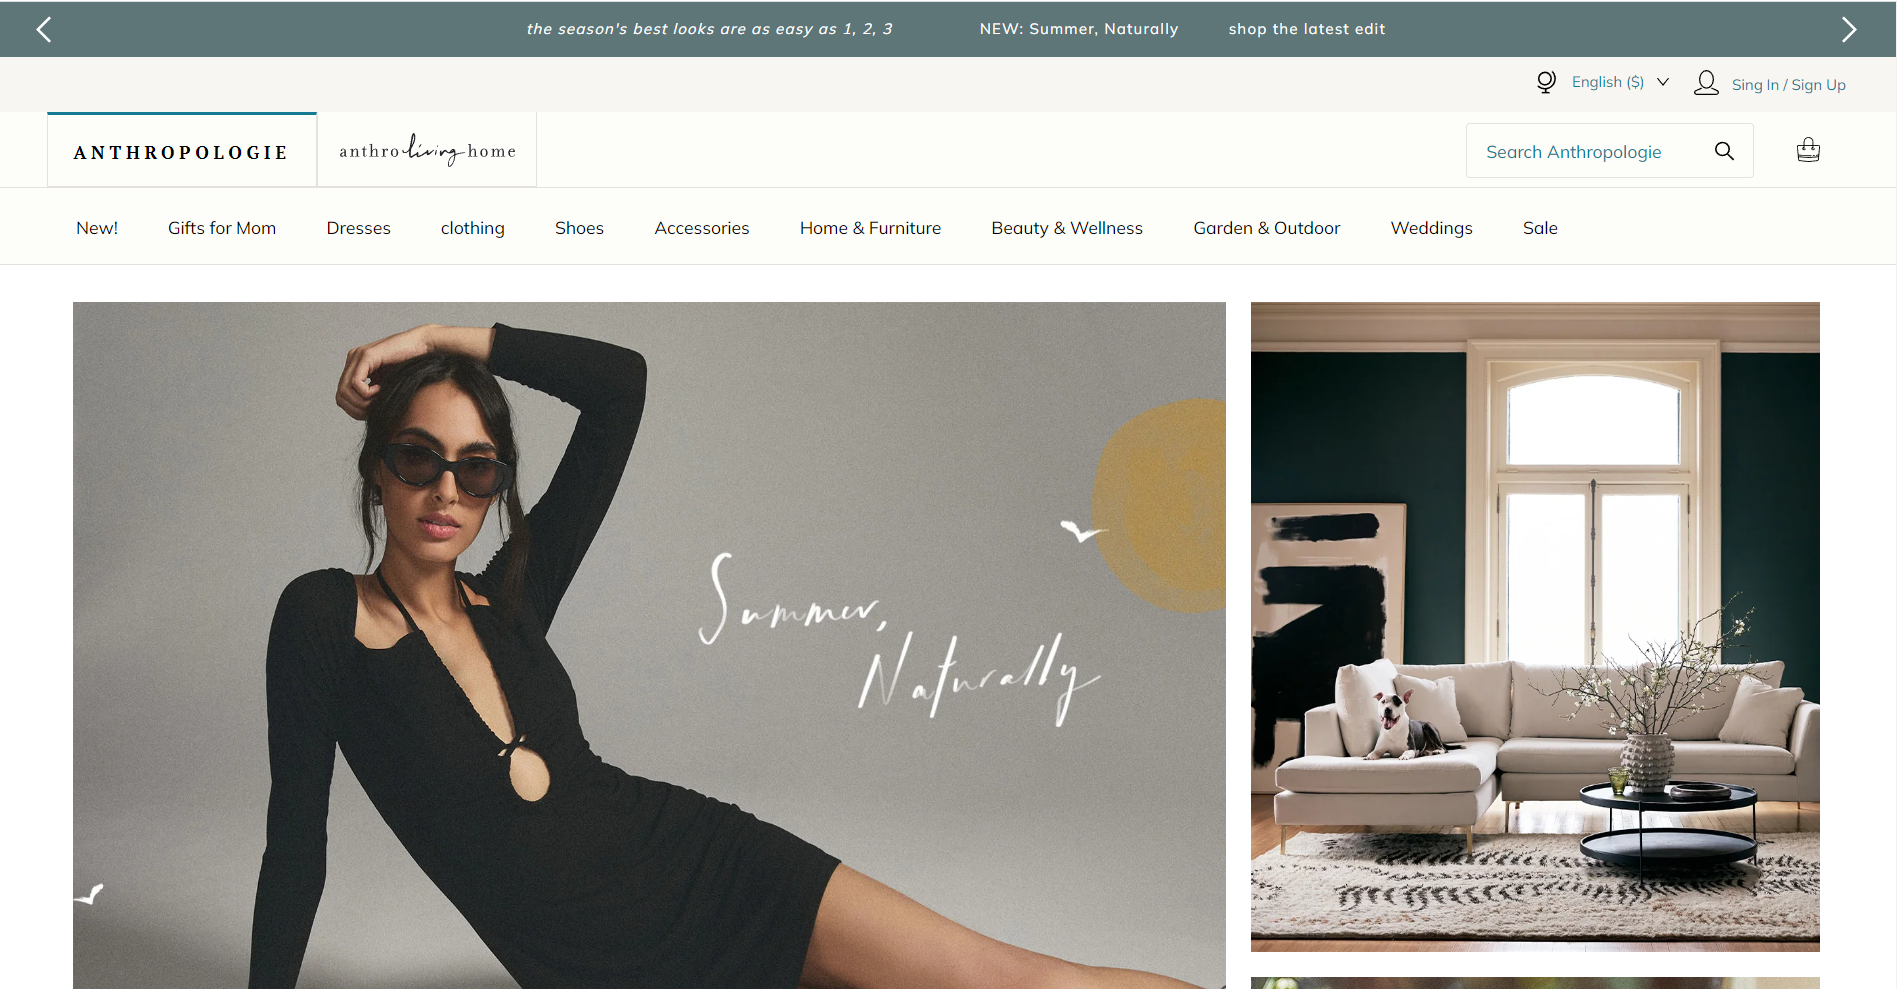 the season's best looks are as easy as 1, 2, 3 NEW: Summer, Naturally shop the latest edit
English ($) Sing In / Sign Up
ANTHROPOLOGIE anthro living home Search Anthropologie
New! Gifts for Mom Dresses clothing Shoes Accessories Home & Furniture Beauty & Wellness Garden & Outdoor Weddings Sale
Summer,
Naturally